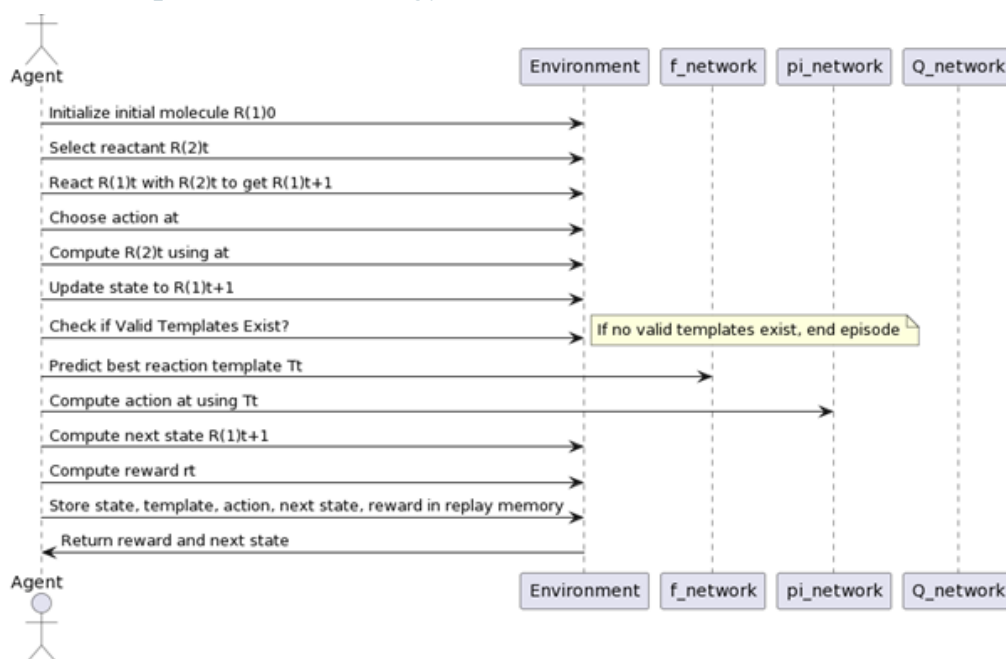 Agent
Environment f_network pi_network Q_network
Initialize initial molecule R(1)0
Select reactant R(2)t
React R(1)t with R(2)t to get R(1)t+1
Choose action at
Compute R(2)t using at
Update state to R(1)t+1
Check if Valid Templates Exist?
If no valid templates exist, end episode
Predict best reaction template Tt
Compute action at using Tt
Compute next state R(1)t+1
Compute reward rt
Store state, template, action, next state, reward in replay memory
Return reward and next state
Agent
Environment f_network pi_network Q_network